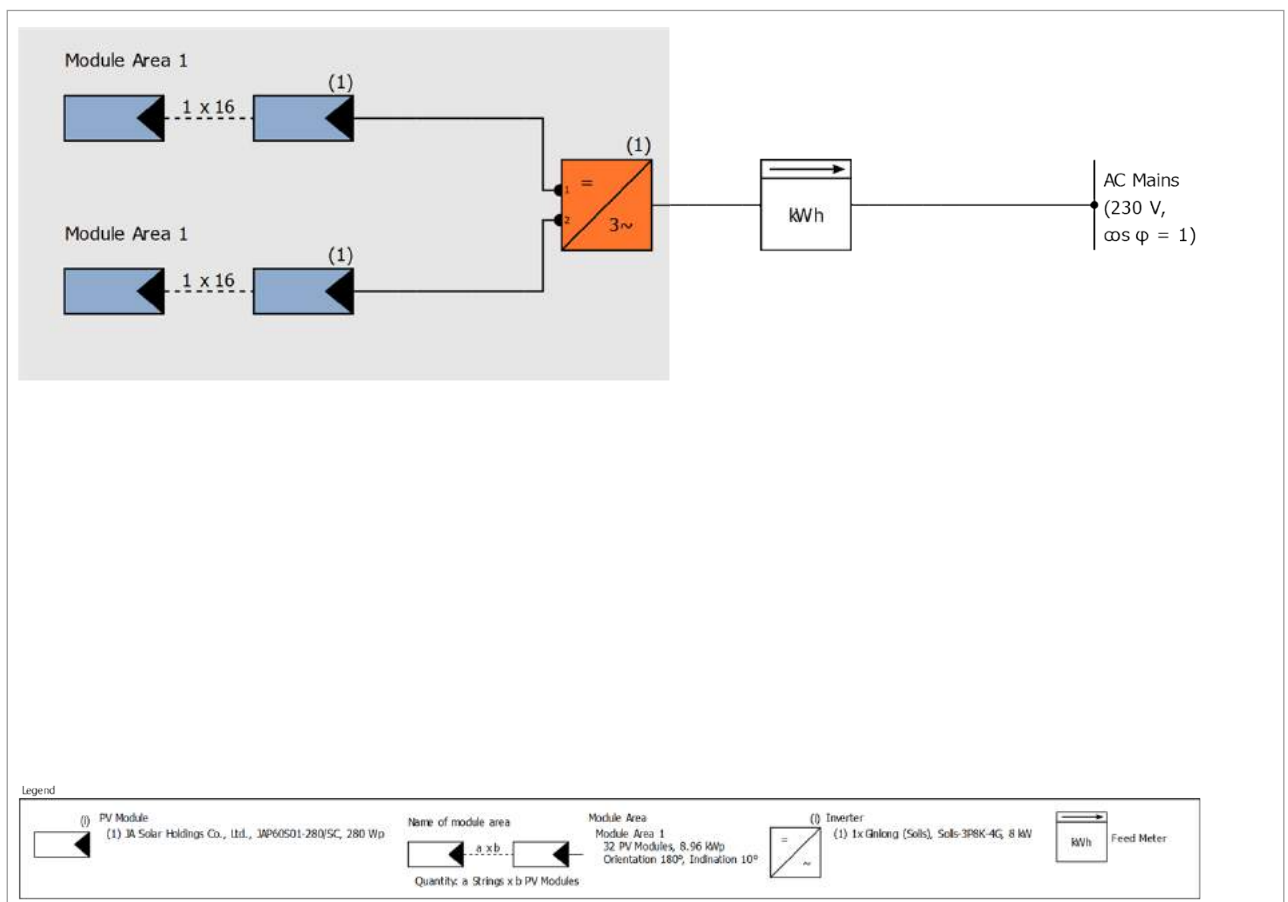 Module Area 1
(1)
1 x 16
(1)
1
=
2
3~
kWh
AC Mains
(230 V,
cos φ = 1)
Module Area 1
(1)
1 x 16
Legend
(i) PV Module
(1) JA Solar Holdings Co., Ltd., JAP60S01-280/SC, 280 Wp
Name of module area
a x b
Quantity: a Strings x b PV Modules
Module Area
Module Area 1
32 PV Modules, 8.96 kWp
Orientation 180°, Inclination 10°
(i) Inverter
=
~
(1) 1x Ginlong (Solis), Solis-3P8K-4G, 8 kW
kWh
Feed Meter